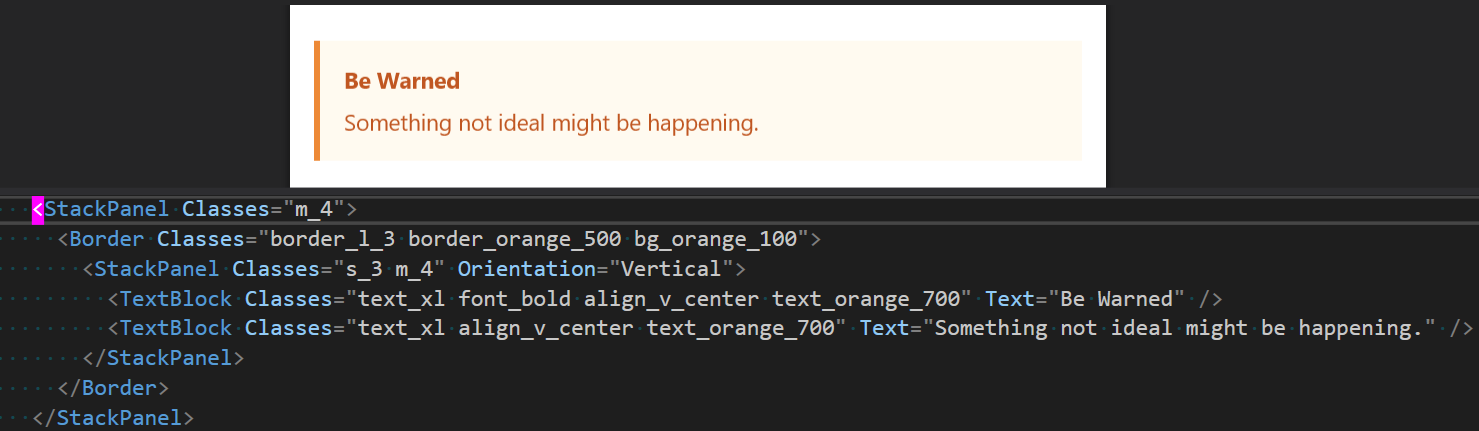 Be Warned
Something not ideal might be happening.
<StackPanel Classes="m_4">
<Border Classes="border_l_3 border_orange_500 bg_orange_100">
<StackPanel Classes="s_3 m_4" Orientation="Vertical">
<TextBlock Classes="text_xl font_bold align_v_center text_orange_700" Text="Be Warned" />
<TextBlock Classes="text_xl align_v_center text_orange_700" Text="Something not ideal might be happening." />
</StackPanel>
</Border>
</StackPanel>